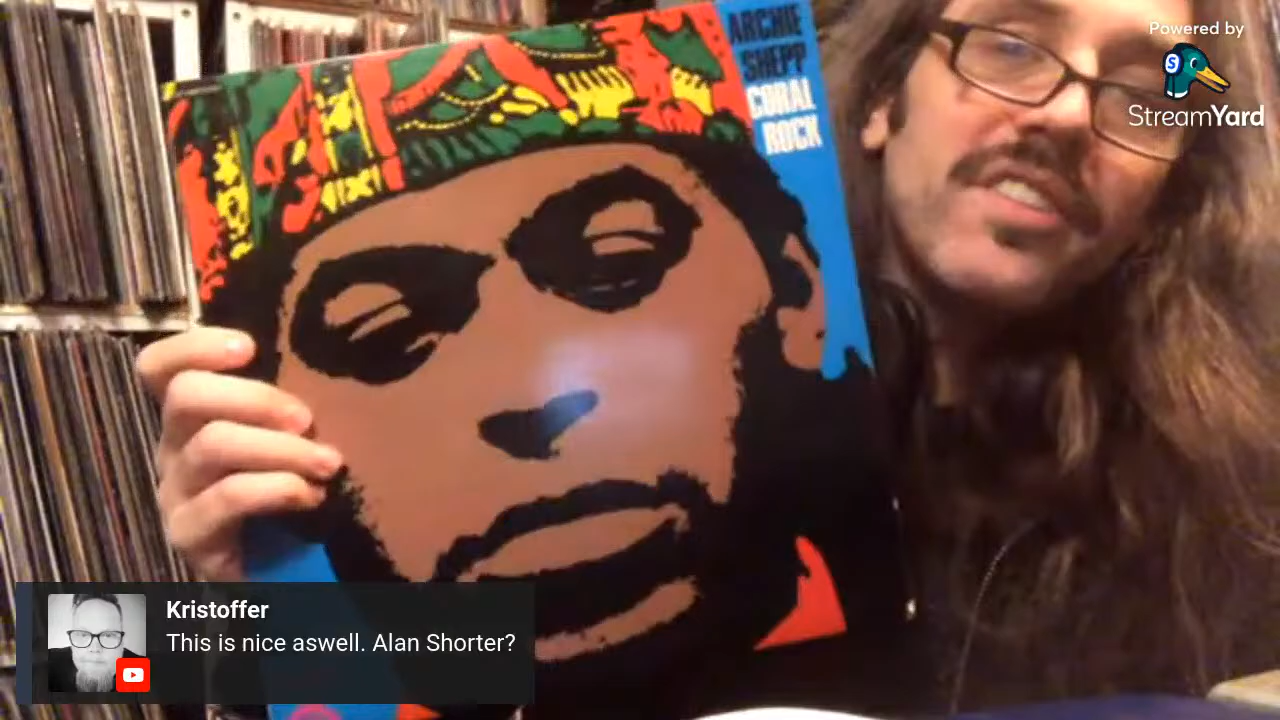 ARCHIE
SHEPP
CORAL
ROCK
Powered by
StreamYard
Kristoffer
This is nice aswell. Alan Shorter?